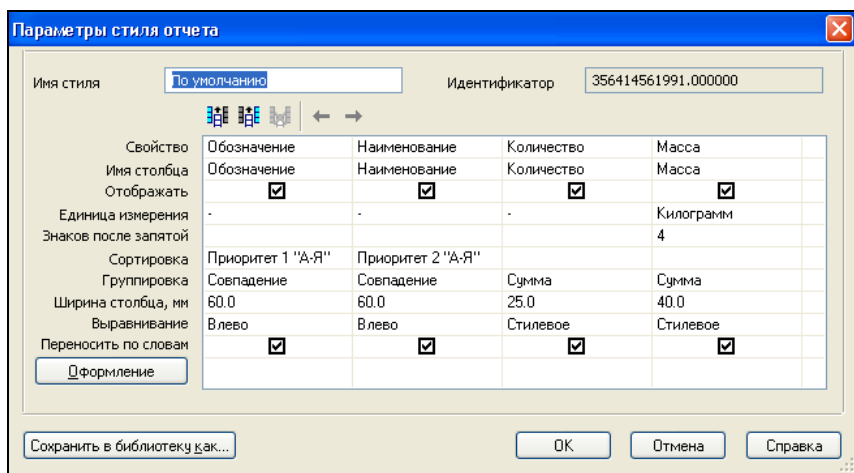 Параметры стиля отчета
Имя стиля По умолчанию Идентификатор 356414561991.000000
Свойство Обозначение Наименование Количество Масса
Имя столбца Обозначение Наименование Количество Масса
Отображать
Единица измерения - - - Килограмм
Знаков после запятой 4
Сортировка Приоритет 1 "А-Я" Приоритет 2 "А-Я"
Группировка Совпадение Совпадение Сумма Сумма
Ширина столбца, мм 60.0 60.0 25.0 40.0
Выравнивание Влево Влево Стилевое Стилевое
Переносить по словам
Оформление
Сохранить в библиотеку как... OK Отмена Справка